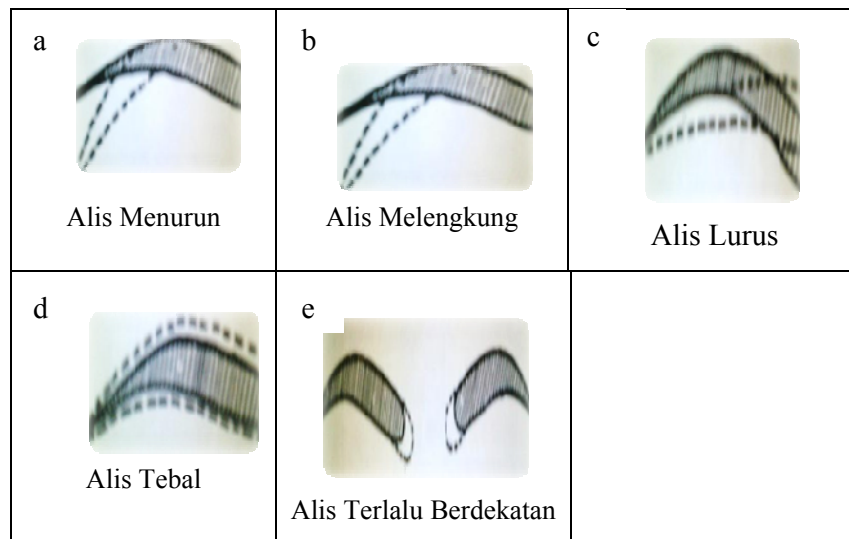 a
Alis Menurun
b
Alis Melengkung
c
Alis Lurus
d
Alis Tebal
e
Alis Terlalu Berdekatan